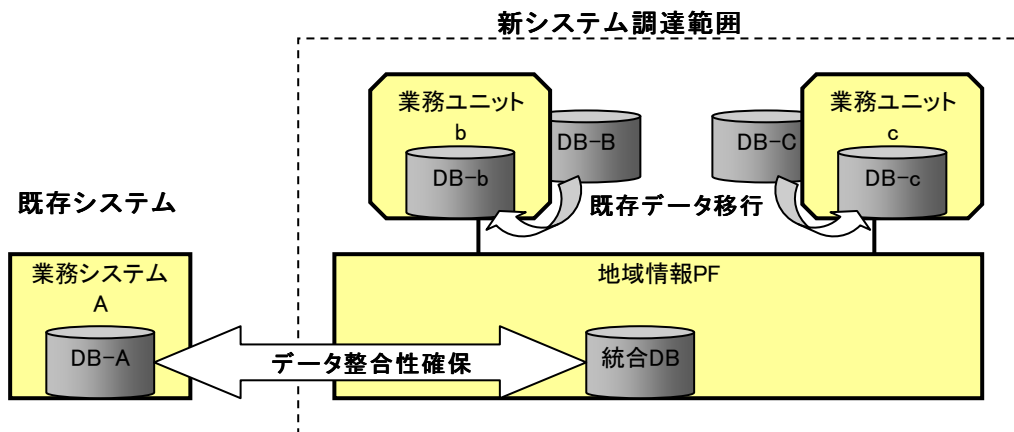 新システム調達範囲
業務ユニット
b
DB-B
DB-b
業務ユニット
c
DB-C
DB-c
既存データ移行
既存システム
業務システム
A
DB-A
データ整合性確保
地域情報PF
統合DB